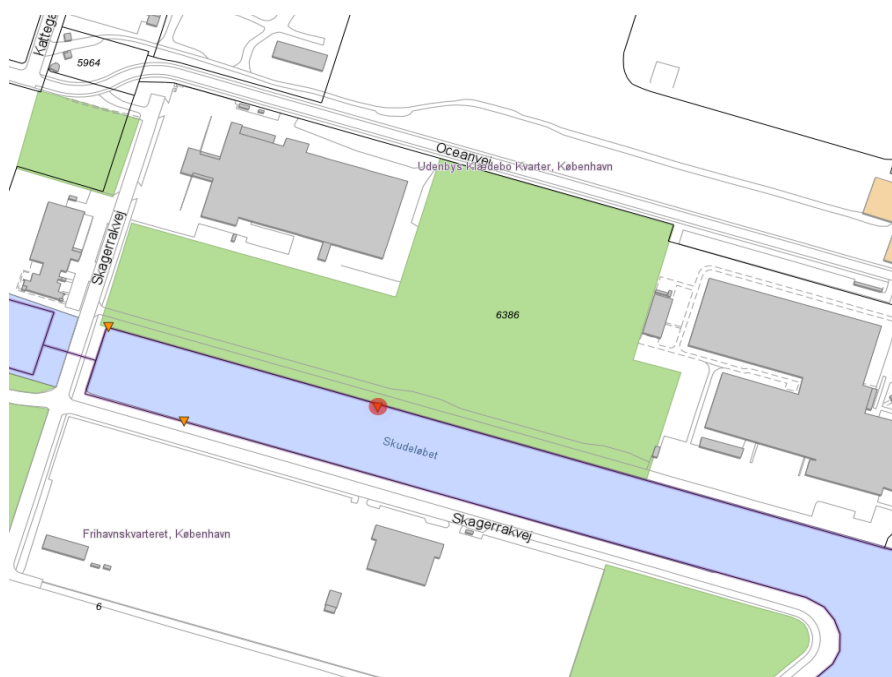 Kattega
5964
Oceanvej
Udenbys Klædebo Kvarter, København
Skagerrakvej
6386
Skudeløbet
Skagerrakvej
Frihavnskvarteret, København
6